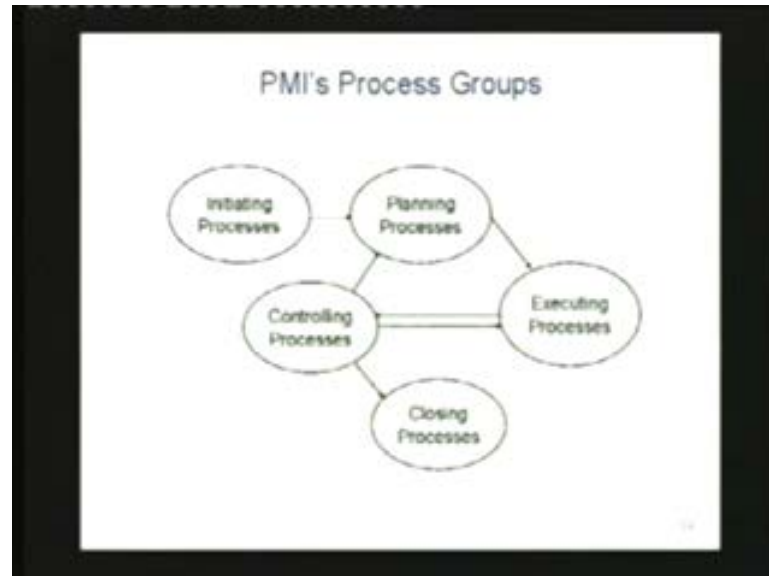 PMI's Process Groups
Initiating
Processes
Planning
Processes
Controlling
Processes
Executing
Processes
Closing
Processes